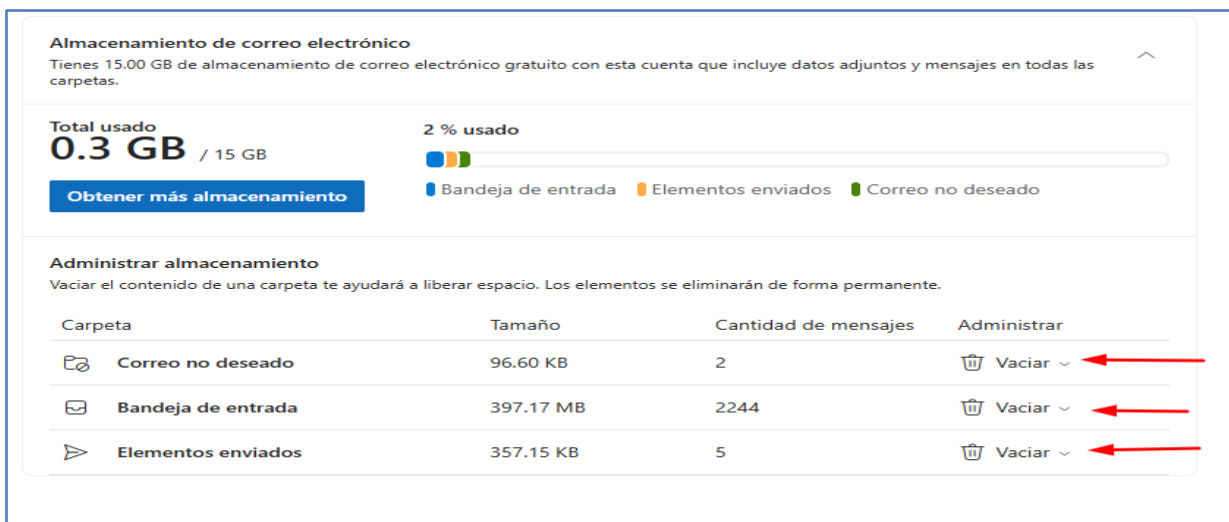 Almacenamiento de correo electrónico
Tienes 15.00 GB de almacenamiento de correo electrónico gratuito con esta cuenta que incluye datos adjuntos y mensajes en todas las
carpetas.
Total usado
0.3 GB / 15 GB
2 % usado
Obtener más almacenamiento
Bandeja de entrada Elementos enviados Correo no deseado
Administrar almacenamiento
Vaciar el contenido de una carpeta te ayudará a liberar espacio. Los elementos se eliminarán de forma permanente.
Carpeta Tamaño Cantidad de mensajes Administrar
Correo no deseado 96.60 KB 2 Vaciar
Bandeja de entrada 397.17 MB 2244 Vaciar
Elementos enviados 357.15 KB 5 Vaciar